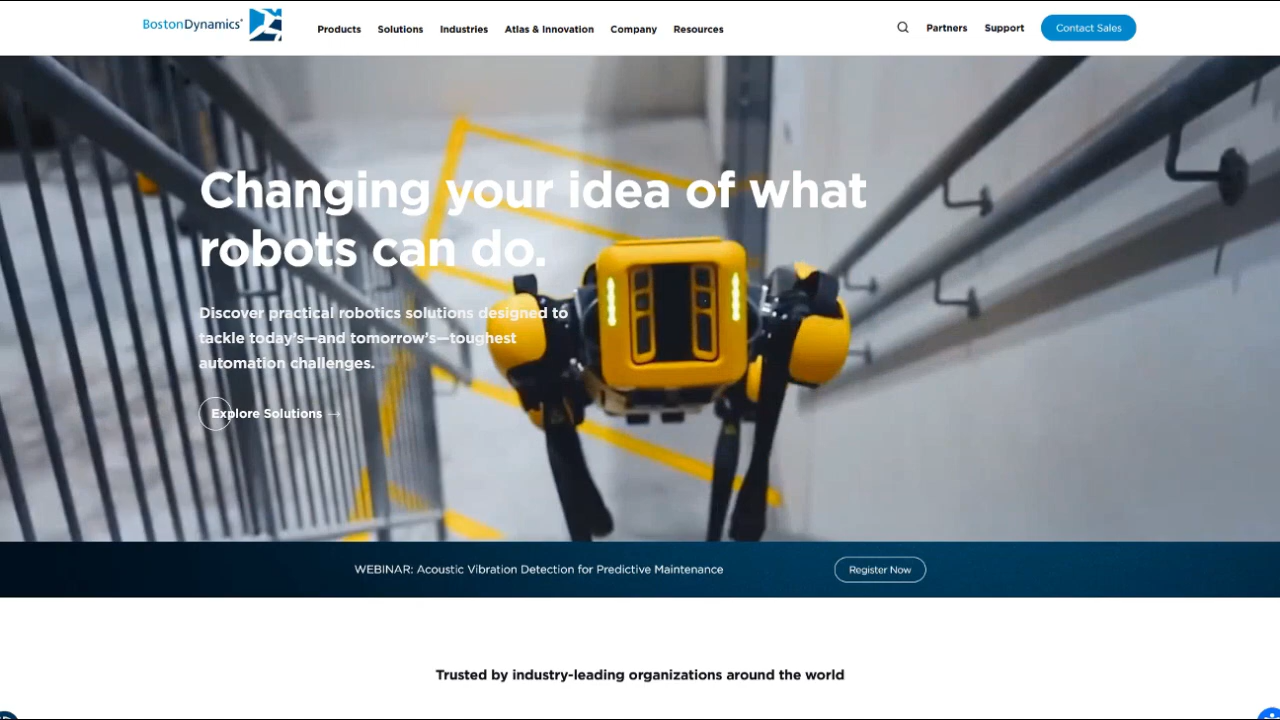 BostonDynamics
Products Solutions Industries Atlas & Innovation Company Resources
Partners Support Contact Sales
Changing your idea of what
robots can do.
Discover practical robotics solutions designed to
tackle today's—and tomorrow's—toughest
automation challenges.
Explore Solutions →
WEBINAR: Acoustic Vibration Detection for Predictive Maintenance
Register Now
Trusted by industry-leading organizations around the world